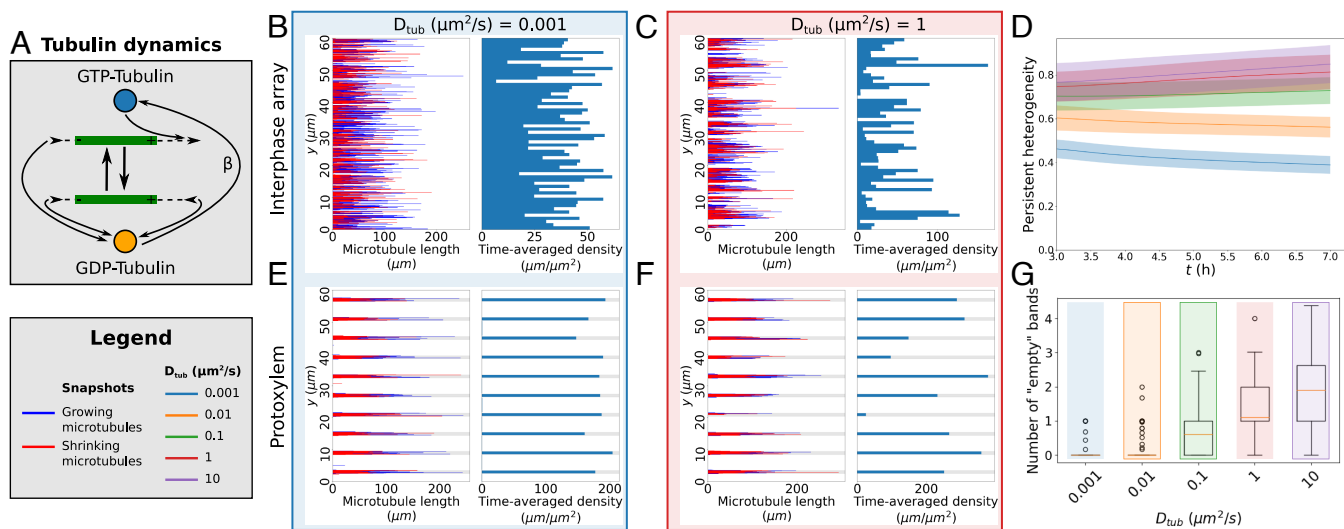 A
Tubulin dynamics
GTP-Tubulin
-
+
β
-
+
GDP-Tubulin
Legend
Snapshots
Growing
microtubules
Shrinking
microtubules
D_tub (μm²/s)
0.001
0.01
0.1
1
10
B
D_tub (μm²/s) = 0.001
Interphase array
y (μm)
0 10 20 30 40 50 60
0 200
Microtubule length
(μm)
0 25 50
Time-averaged density
(μm/μm²)
C
D_tub (μm²/s) = 1
y (μm)
0 10 20 30 40 50 60
0 200
Microtubule length
(μm)
0 100
Time-averaged density
(μm/μm²)
D
Persistent heterogeneity
0.0 0.2 0.4 0.6 0.8
3.0 3.5 4.0 4.5 5.0 5.5 6.0 6.5 7.0
t (h)
E
Protoxylem
y (μm)
0 10 20 30 40 50 60
0 200
Microtubule length
(μm)
0 100 200
Time-averaged density
(μm/μm²)
F
y (μm)
0 10 20 30 40 50 60
0 200
Microtubule length
(μm)
0 200
Time-averaged density
(μm/μm²)
G
Number of "empty" bands
0 1 2 3 4
0.001 0.01 0.1 1 10
D_tub (μm²/s)